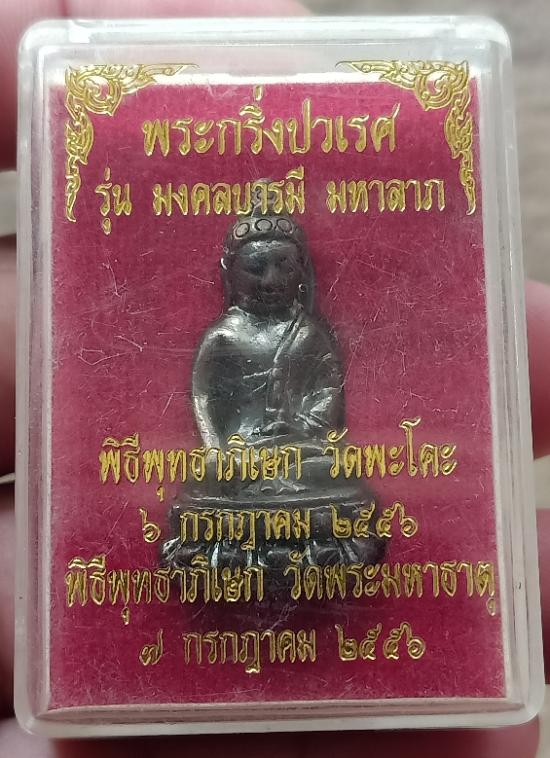 พระกริ่งปวเรศ
รุ่น มงคลบารมี มหาลาภ
พิธีพุทธาภิเษก วัดพะโคะ
๖ กรกฎาคม ๒๕๕๖
พิธีพุทธาภิเษก วัดพระมหาธาตุ
๗ กรกฎาคม ๒๕๕๖